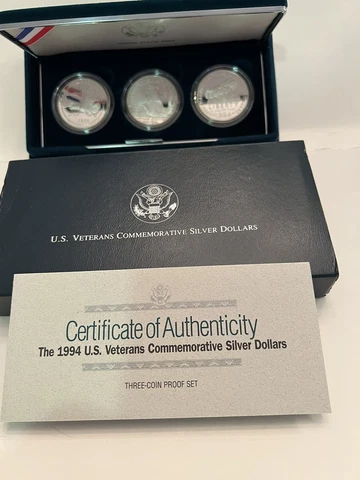 U.S. VETERANS COMMEMORATIVE SILVER DOLLARS
Certificate of Authenticity
The 1994 U.S. Veterans Commemorative Silver Dollars
THREE-COIN PROOF SET